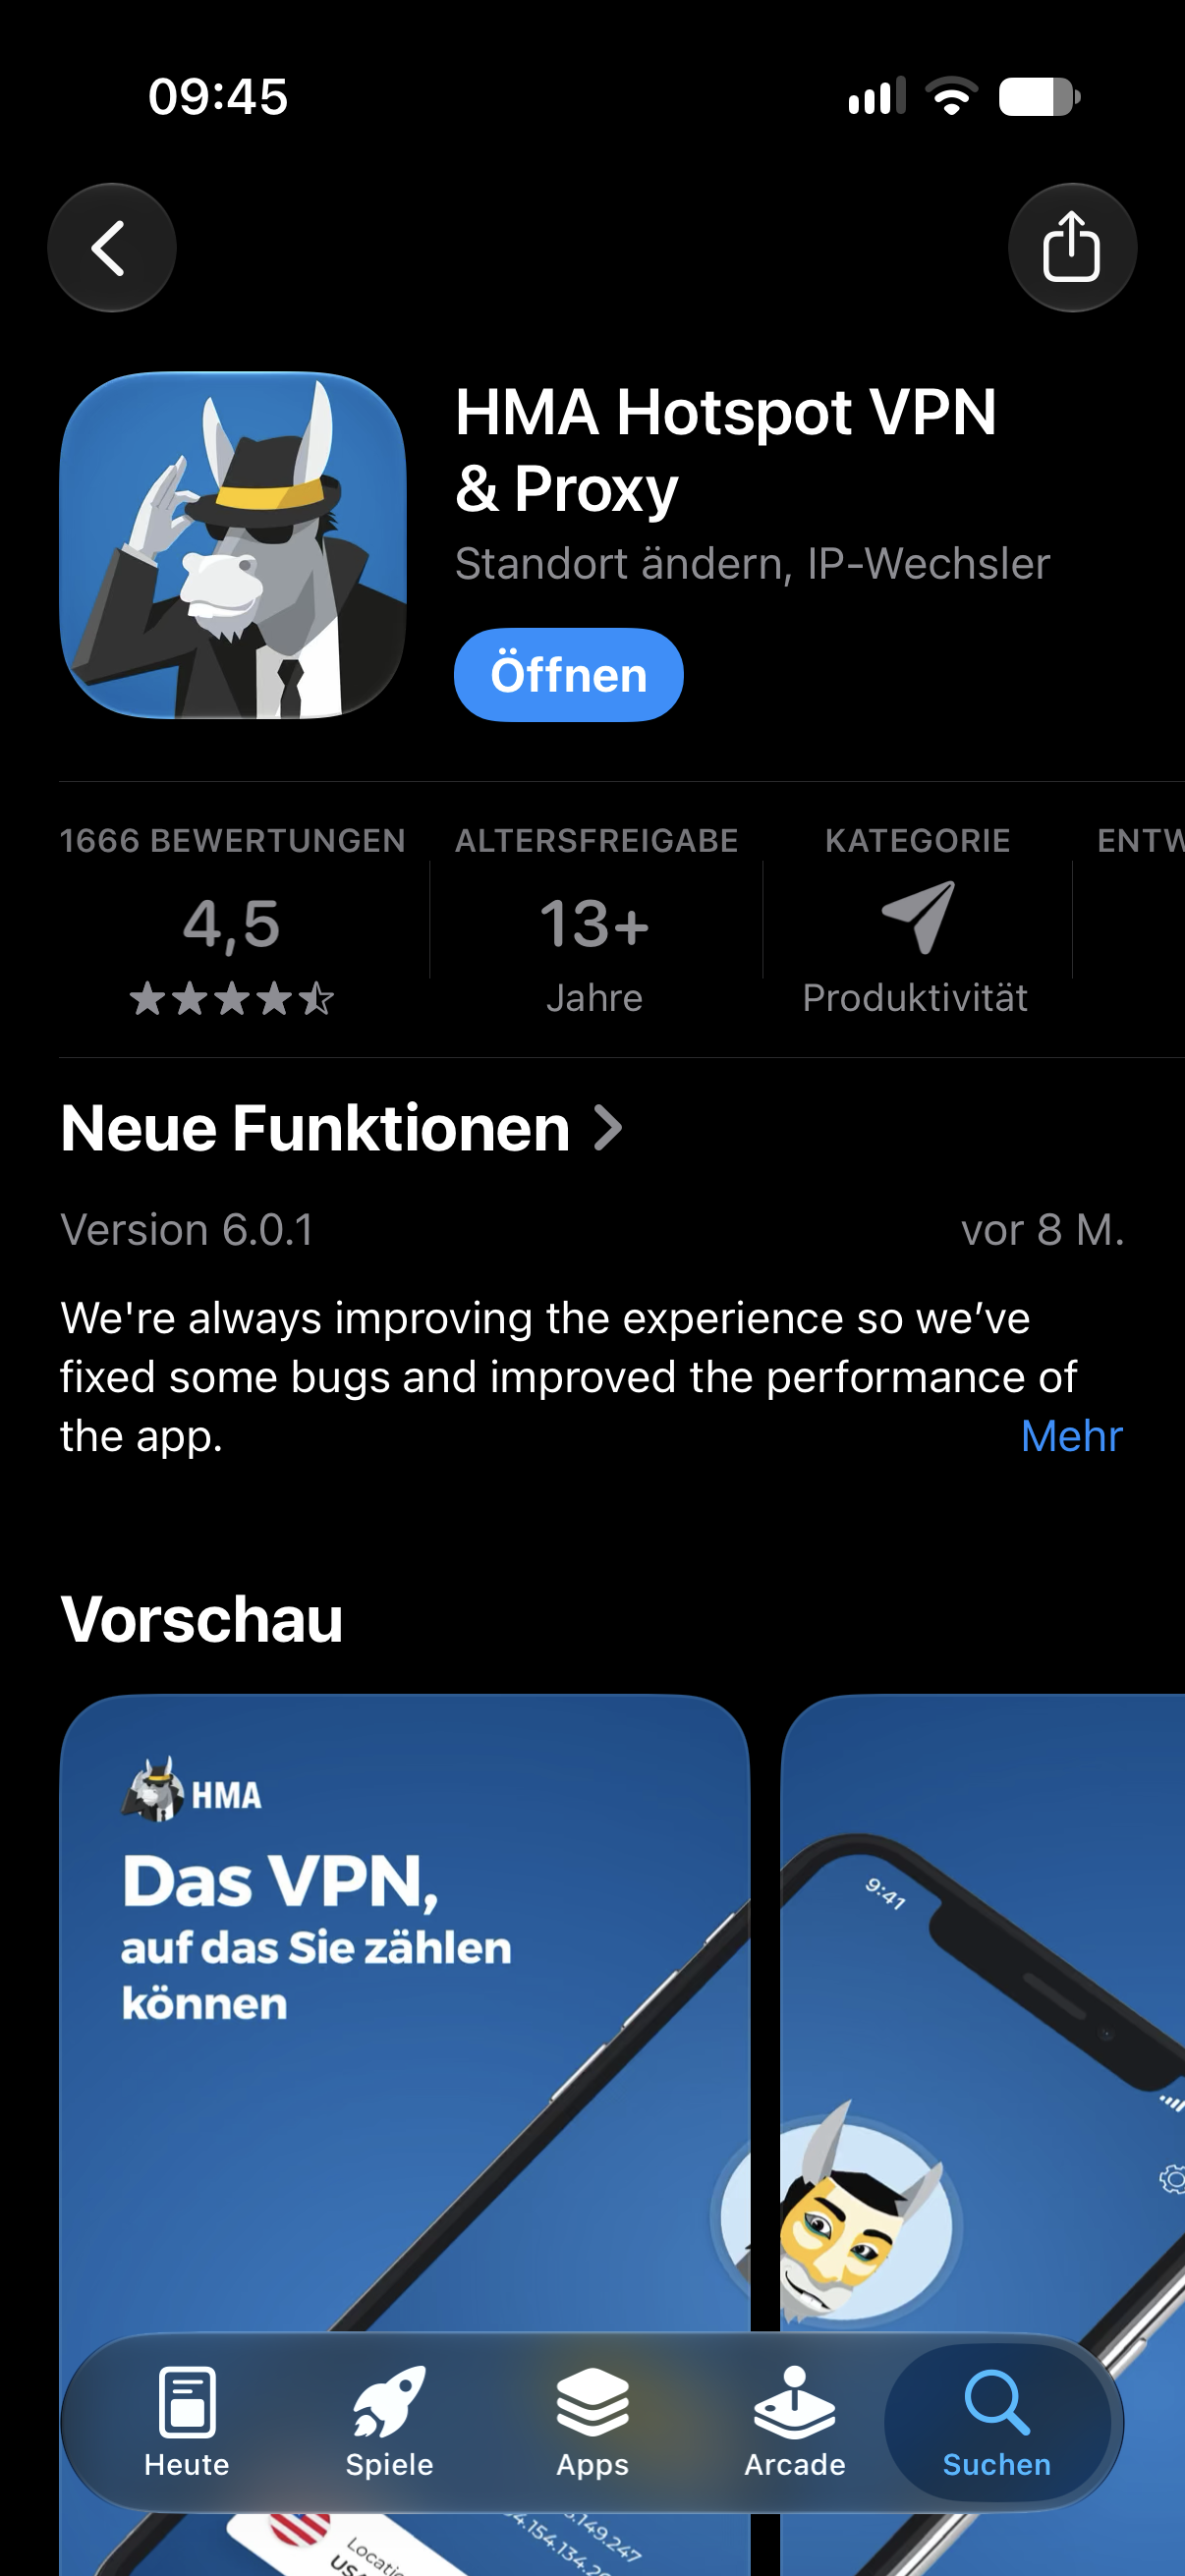 09:45
HMA Hotspot VPN
& Proxy
Standort ändern, IP-Wechsler
Öffnen
1666 BEWERTUNGEN
4,5
ALTERSFREIGABE
13+
Jahre
KATEGORIE
Produktivität
Neue Funktionen
Version 6.0.1
vor 8 M.
We're always improving the experience so we’ve
fixed some bugs and improved the performance of
the app.
Mehr
Vorschau
HMA
Das VPN,
auf das Sie zählen
können
9:41
Heute
Spiele
Apps
Arcade
Suchen